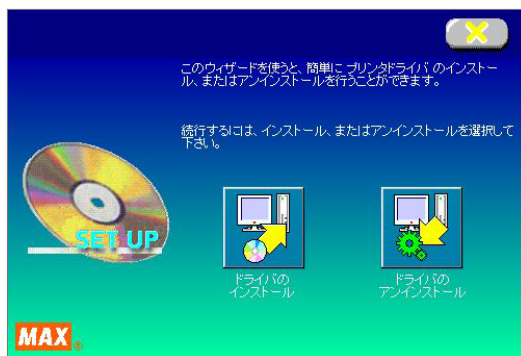 このウィザードを使うと、簡単に プリンタドライバ のインストー
ル、またはアンインストールを行うことができます。
続行するには、インストール、またはアンインストールを選択して
下さい。
SET UP
ドライバの
インストール
ドライバの
アンインストール
MAX®